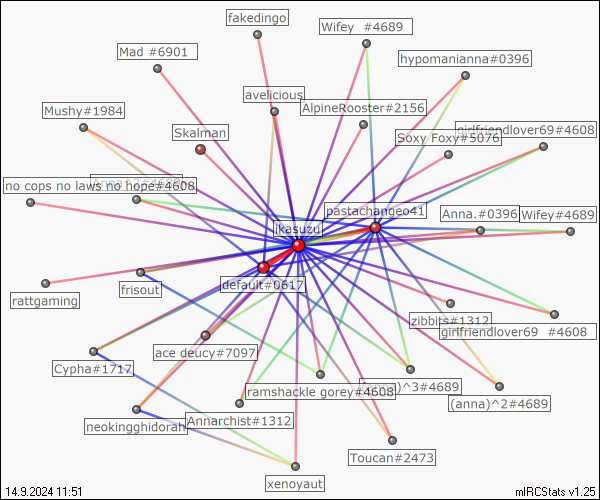 fakedingo
Wifey #4689
Mad #6901
hypomanianna#0396
avelicious
AlpineRooster#2156
Mushy#1984
Skalman
girlfriendlover69#4608
Soxy Foxy#5076
no cops no laws no hope#4608
pastachangeo41
Anna.#0396
Wifey#4689
likasuzu
default#0617
frisout
rattgaming
zibbits#1312
girlfriendlover69 #4608
ace deucy#7097
Cypha#1717
ramshackle gorey#4608
)^3#4689
(anna)^2#4689
Annarchist#1312
neokingghidorah
Toucan#2473
xenoyaut
14.9.2024 11:51
mIRCStats v1.25